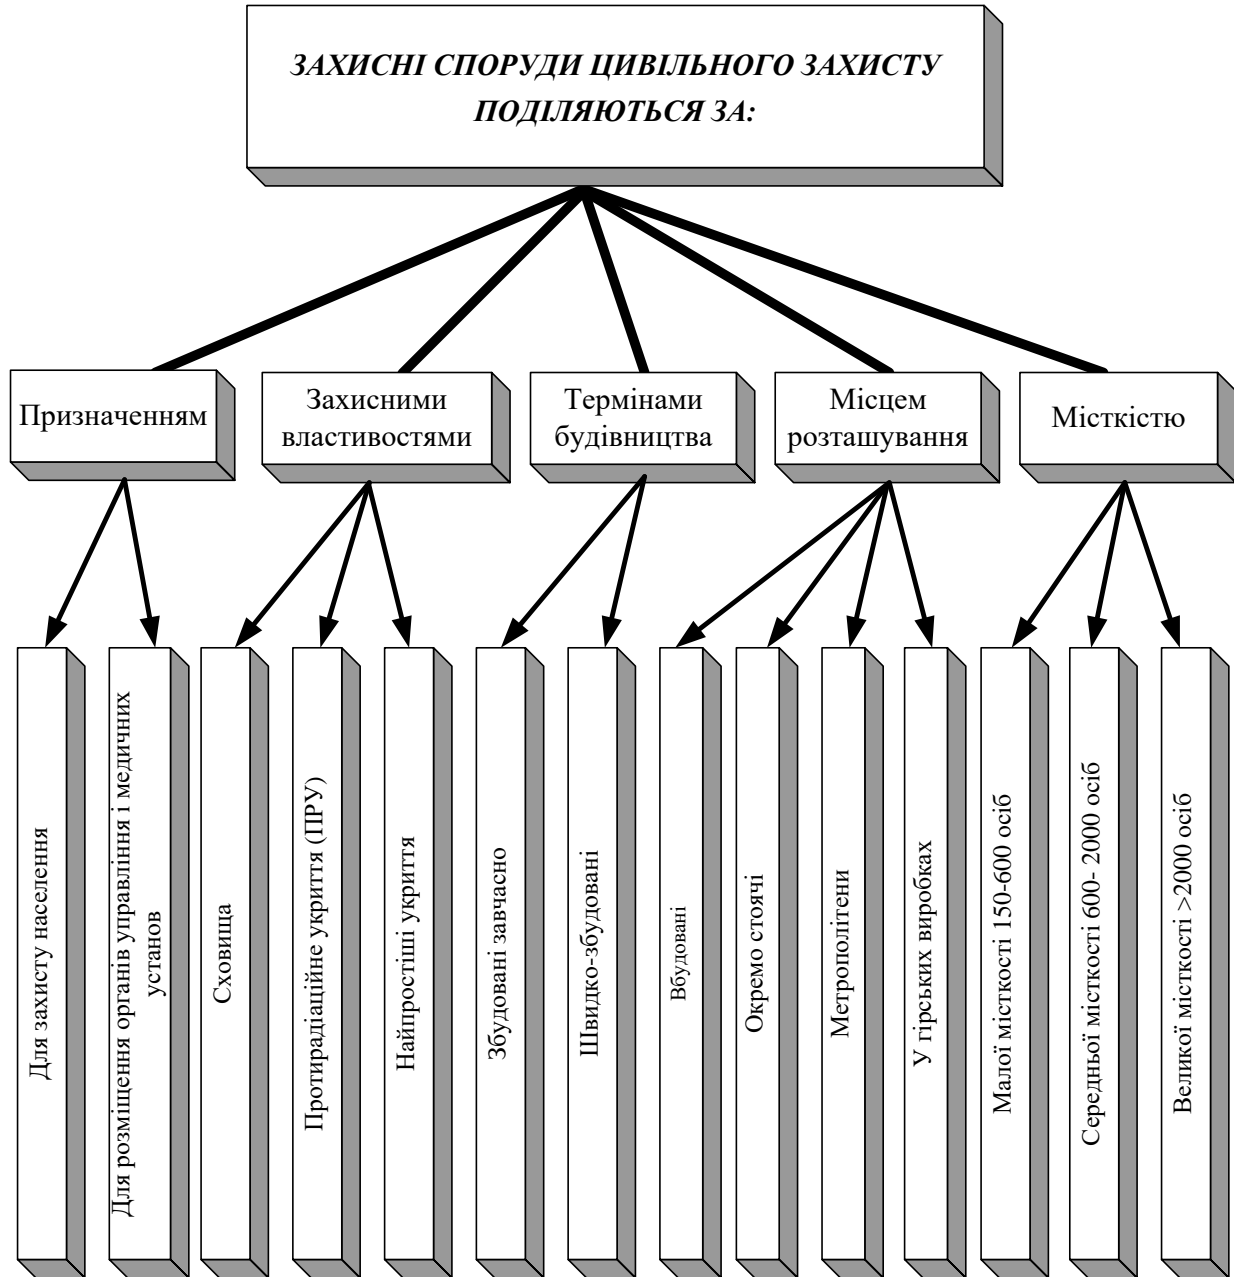 ЗАХИСНІ СПОРУДИ ЦИВІЛЬНОГО ЗАХИСТУ
ПОДІЛЯЮТЬСЯ ЗА:
Призначенням
Захисними
властивостями
Термінами
будівництва
Місцем
розташування
Місткістю
Для захисту населення
Для розміщення органів управління і медичних
установ
Сховища
Протирадіаційне укриття (ПРУ)
Найпростіші укриття
Збудовані завчасно
Швидко-збудовані
Вбудовані
Окремо стоячі
Метрополітени
У гірських виробках
Малої місткості 150-600 осіб
Середньої місткості 600- 2000 осіб
Великої місткості >2000 осіб